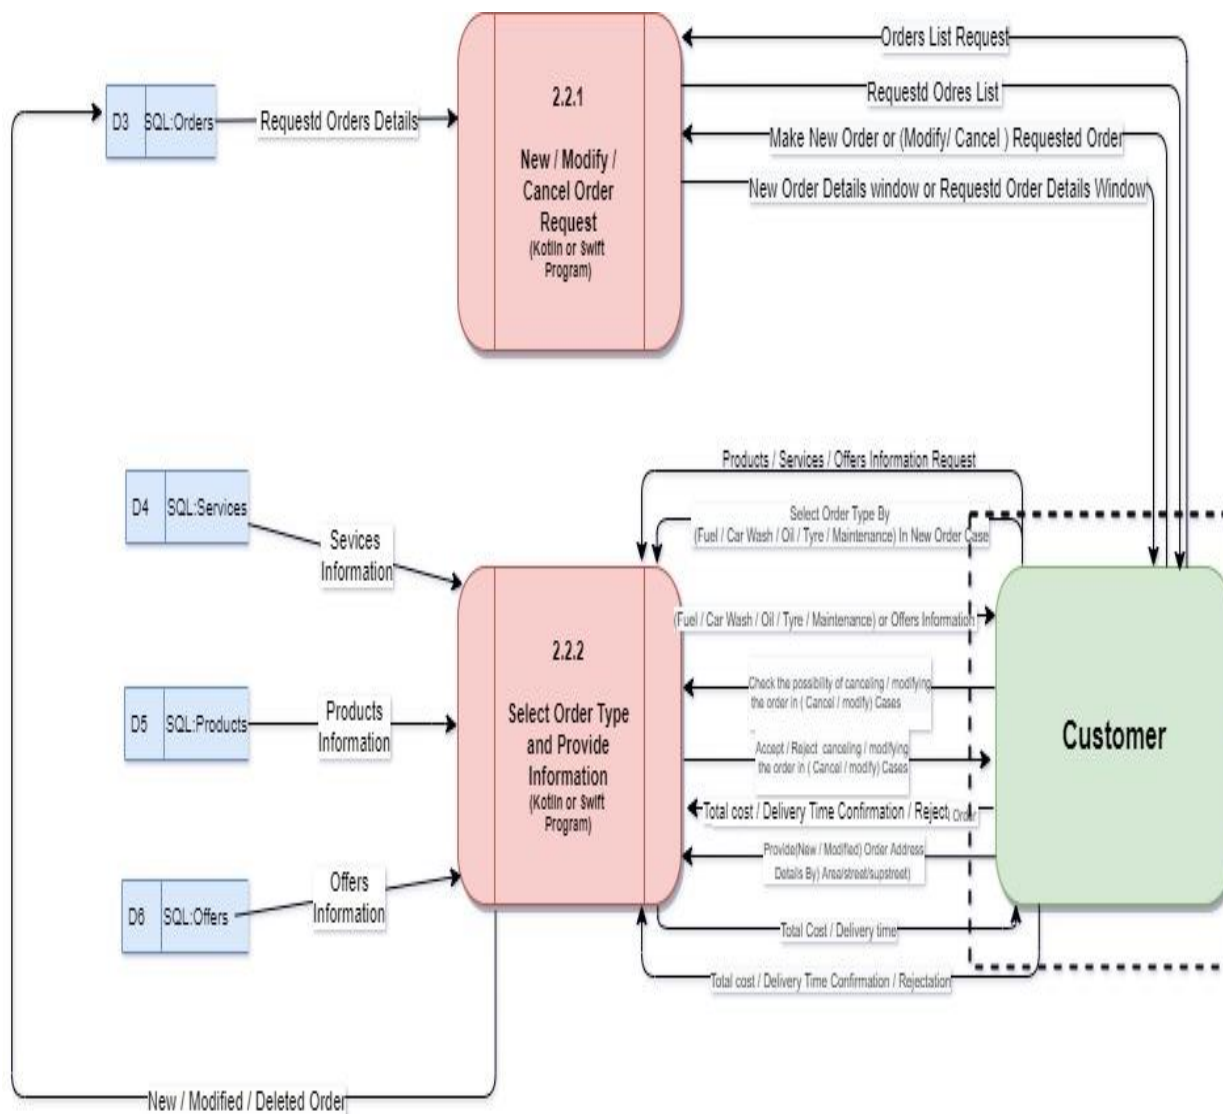 Orders List Request
2.2.1
D3
SQL:Orders
Requestd Orders Details
Requestd Odres List
Make New Order or (Modify/ Cancel ) Requested Order
New / Modify /
Cancel Order
Request
(Kotlin or Swift
Program)
New Order Details window or Requestd Order Details Window
Products / Services / Offers Information Request
D4
SQL:Services
Select Order Type By
(Fuel / Car Wash / Oil / Tyre / Maintenance) In New Order Case
Sevices
Information
(Fuel / Car Wash / Oil / Tyre / Maintenance) or Offers Information
2.2.2
Select Order Type
and Provide
Information
(Kotlin or Swift
Program)
Check the possibility of canceling / modifying
the order in ( Cancel / modify) Cases
D5
SQL:Products
Products
Information
Customer
Accept / Reject canceling / modifying
the order in ( Cancel / modify) Cases
Total cost / Delivery Time Confirmation / Reject Order
Provide(New / Modified) Order Address
Details By) Area/street/supstreet)
D6
SQL:Offers
Offers
Information
Total Cost / Delivery time
Total cost / Delivery Time Confirmation / Rejectation
New / Modified / Deleted Order